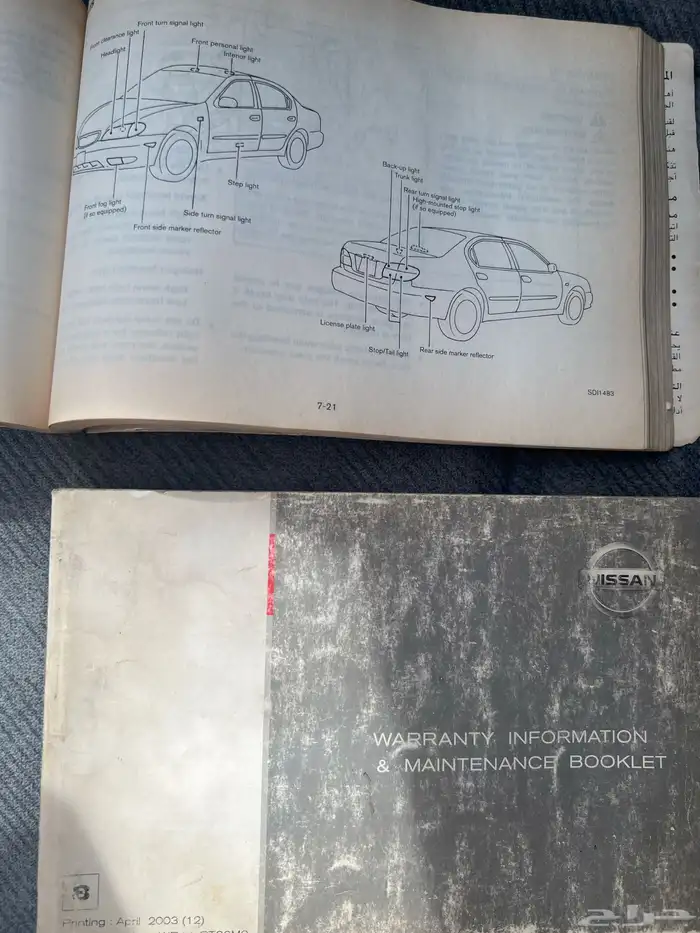 Front turn signal light
Front clearance light
Headlight
Front personal light
Interior light
Step light
Front fog light
(if so equipped)
Side turn signal light
Front side marker reflector
Back-up light
Trunk light
Rear turn signal light
High-mounted stop light
(if so equipped)
License plate light
Stop/Tail light
Rear side marker reflector
SDI1483
7-21
NISSAN
WARRANTY INFORMATION
& MAINTENANCE BOOKLET
3
Printing : April 2003 (12)
حراج